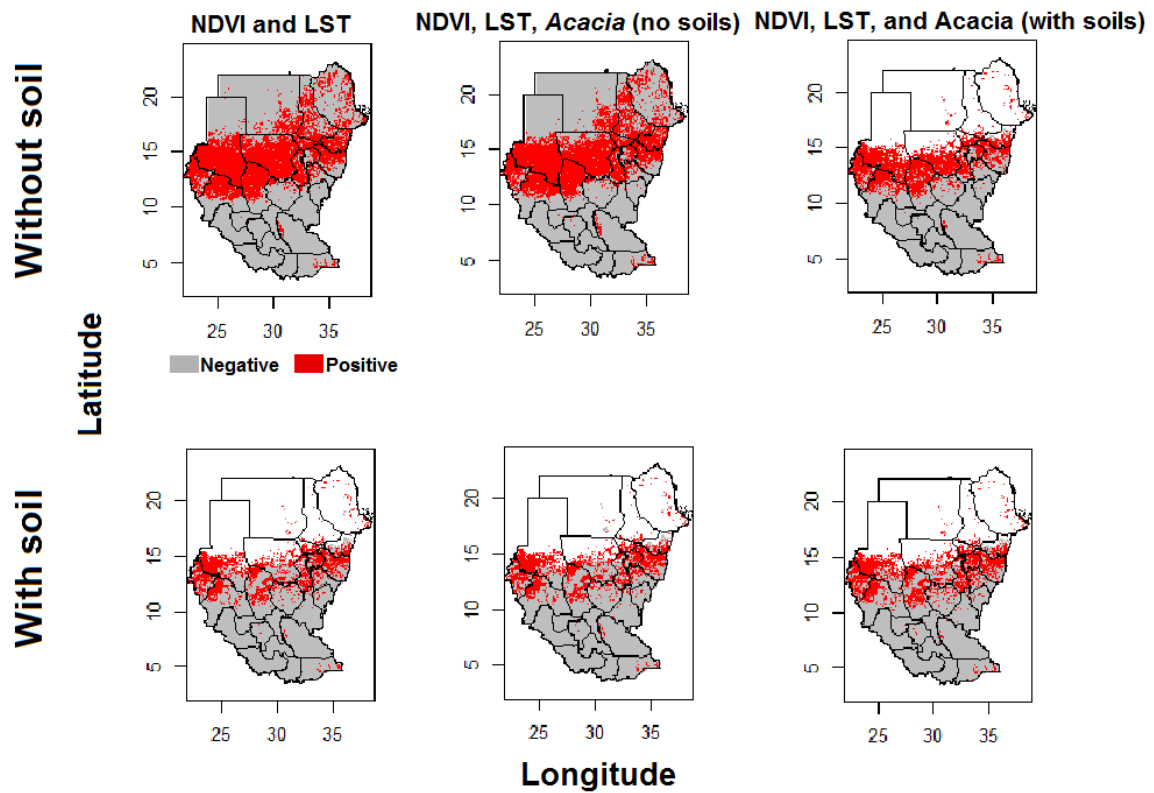 NDVI and LST
NDVI, LST, Acacia (no soils)
NDVI, LST, and Acacia (with soils)
Without soil
20
15
10
5
25 30 35
20
15
10
5
25 30 35
20
15
10
5
25 30 35
Negative Positive
Latitude
With soil
20
15
10
5
25 30 35
20
15
10
5
25 30 35
20
15
10
5
25 30 35
Longitude